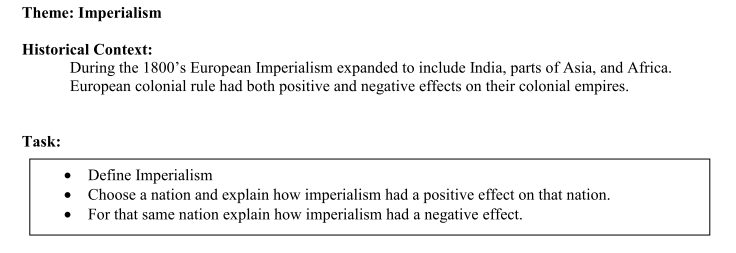 Theme: Imperialism
Historical Context:
During the 1800's European Imperialism expanded to include India, parts of Asia, and Africa.
European colonial rule had both positive and negative effects on their colonial empires.
Task:
• Define Imperialism
• Choose a nation and explain how imperialism had a positive effect on that nation.
• For that same nation explain how imperialism had a negative effect.